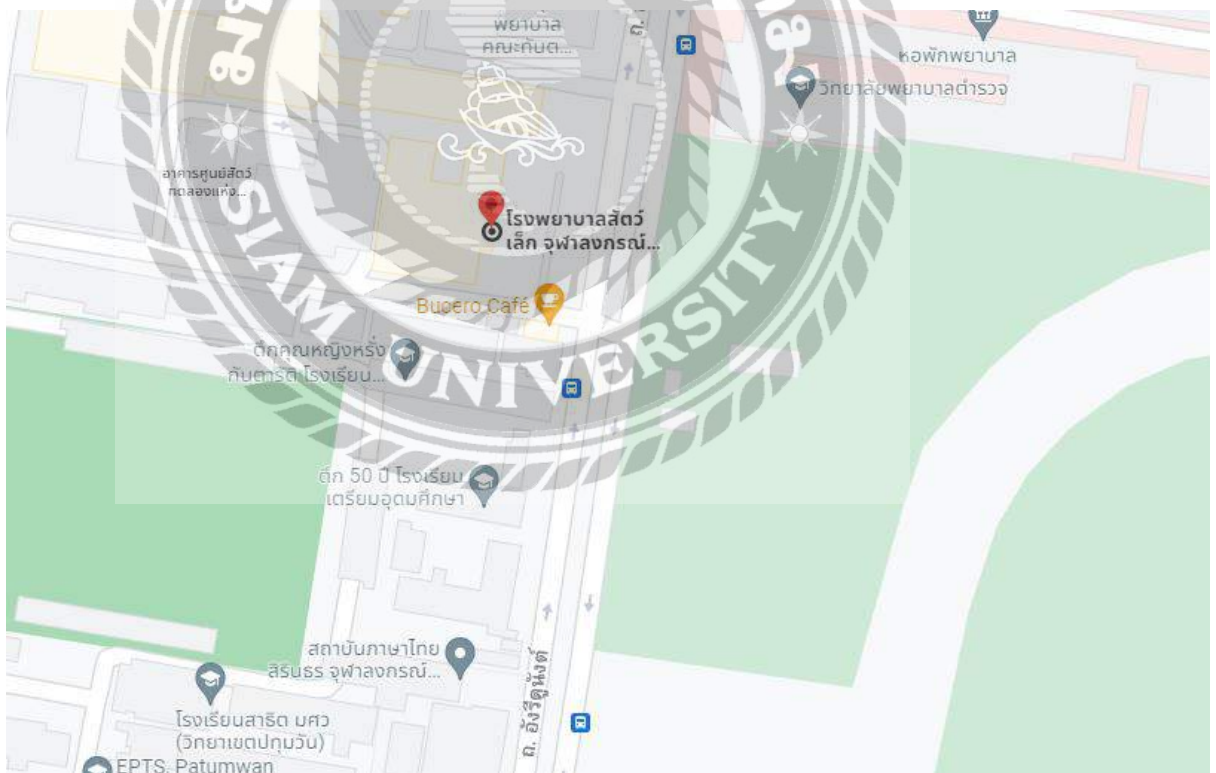 พยาบาล
คณะทันต...
ถ.
หอพักพยาบาล
วิทยาลัยพยาบาลตำรวจ
อาคารศูนย์สัตว์
ทดลองแห่ง...
โรงพยาบาลสัตว์
เล็ก จุฬาลงกรณ์...
Bucero Café
ตึกคุณหญิงหรั่ง
กันตารัติ โรงเรียน...
SIAM UNIVERSITY
ตึก 50 ปี โรงเรียน
เตรียมอุดมศึกษา
สถาบันภาษาไทย
สิรินธร จุฬาลงกรณ์...
ถ. อังรีดูนังต์
โรงเรียนสาธิต มศว
(วิทยาเขตปทุมวัน)
EPTS, Patumwan